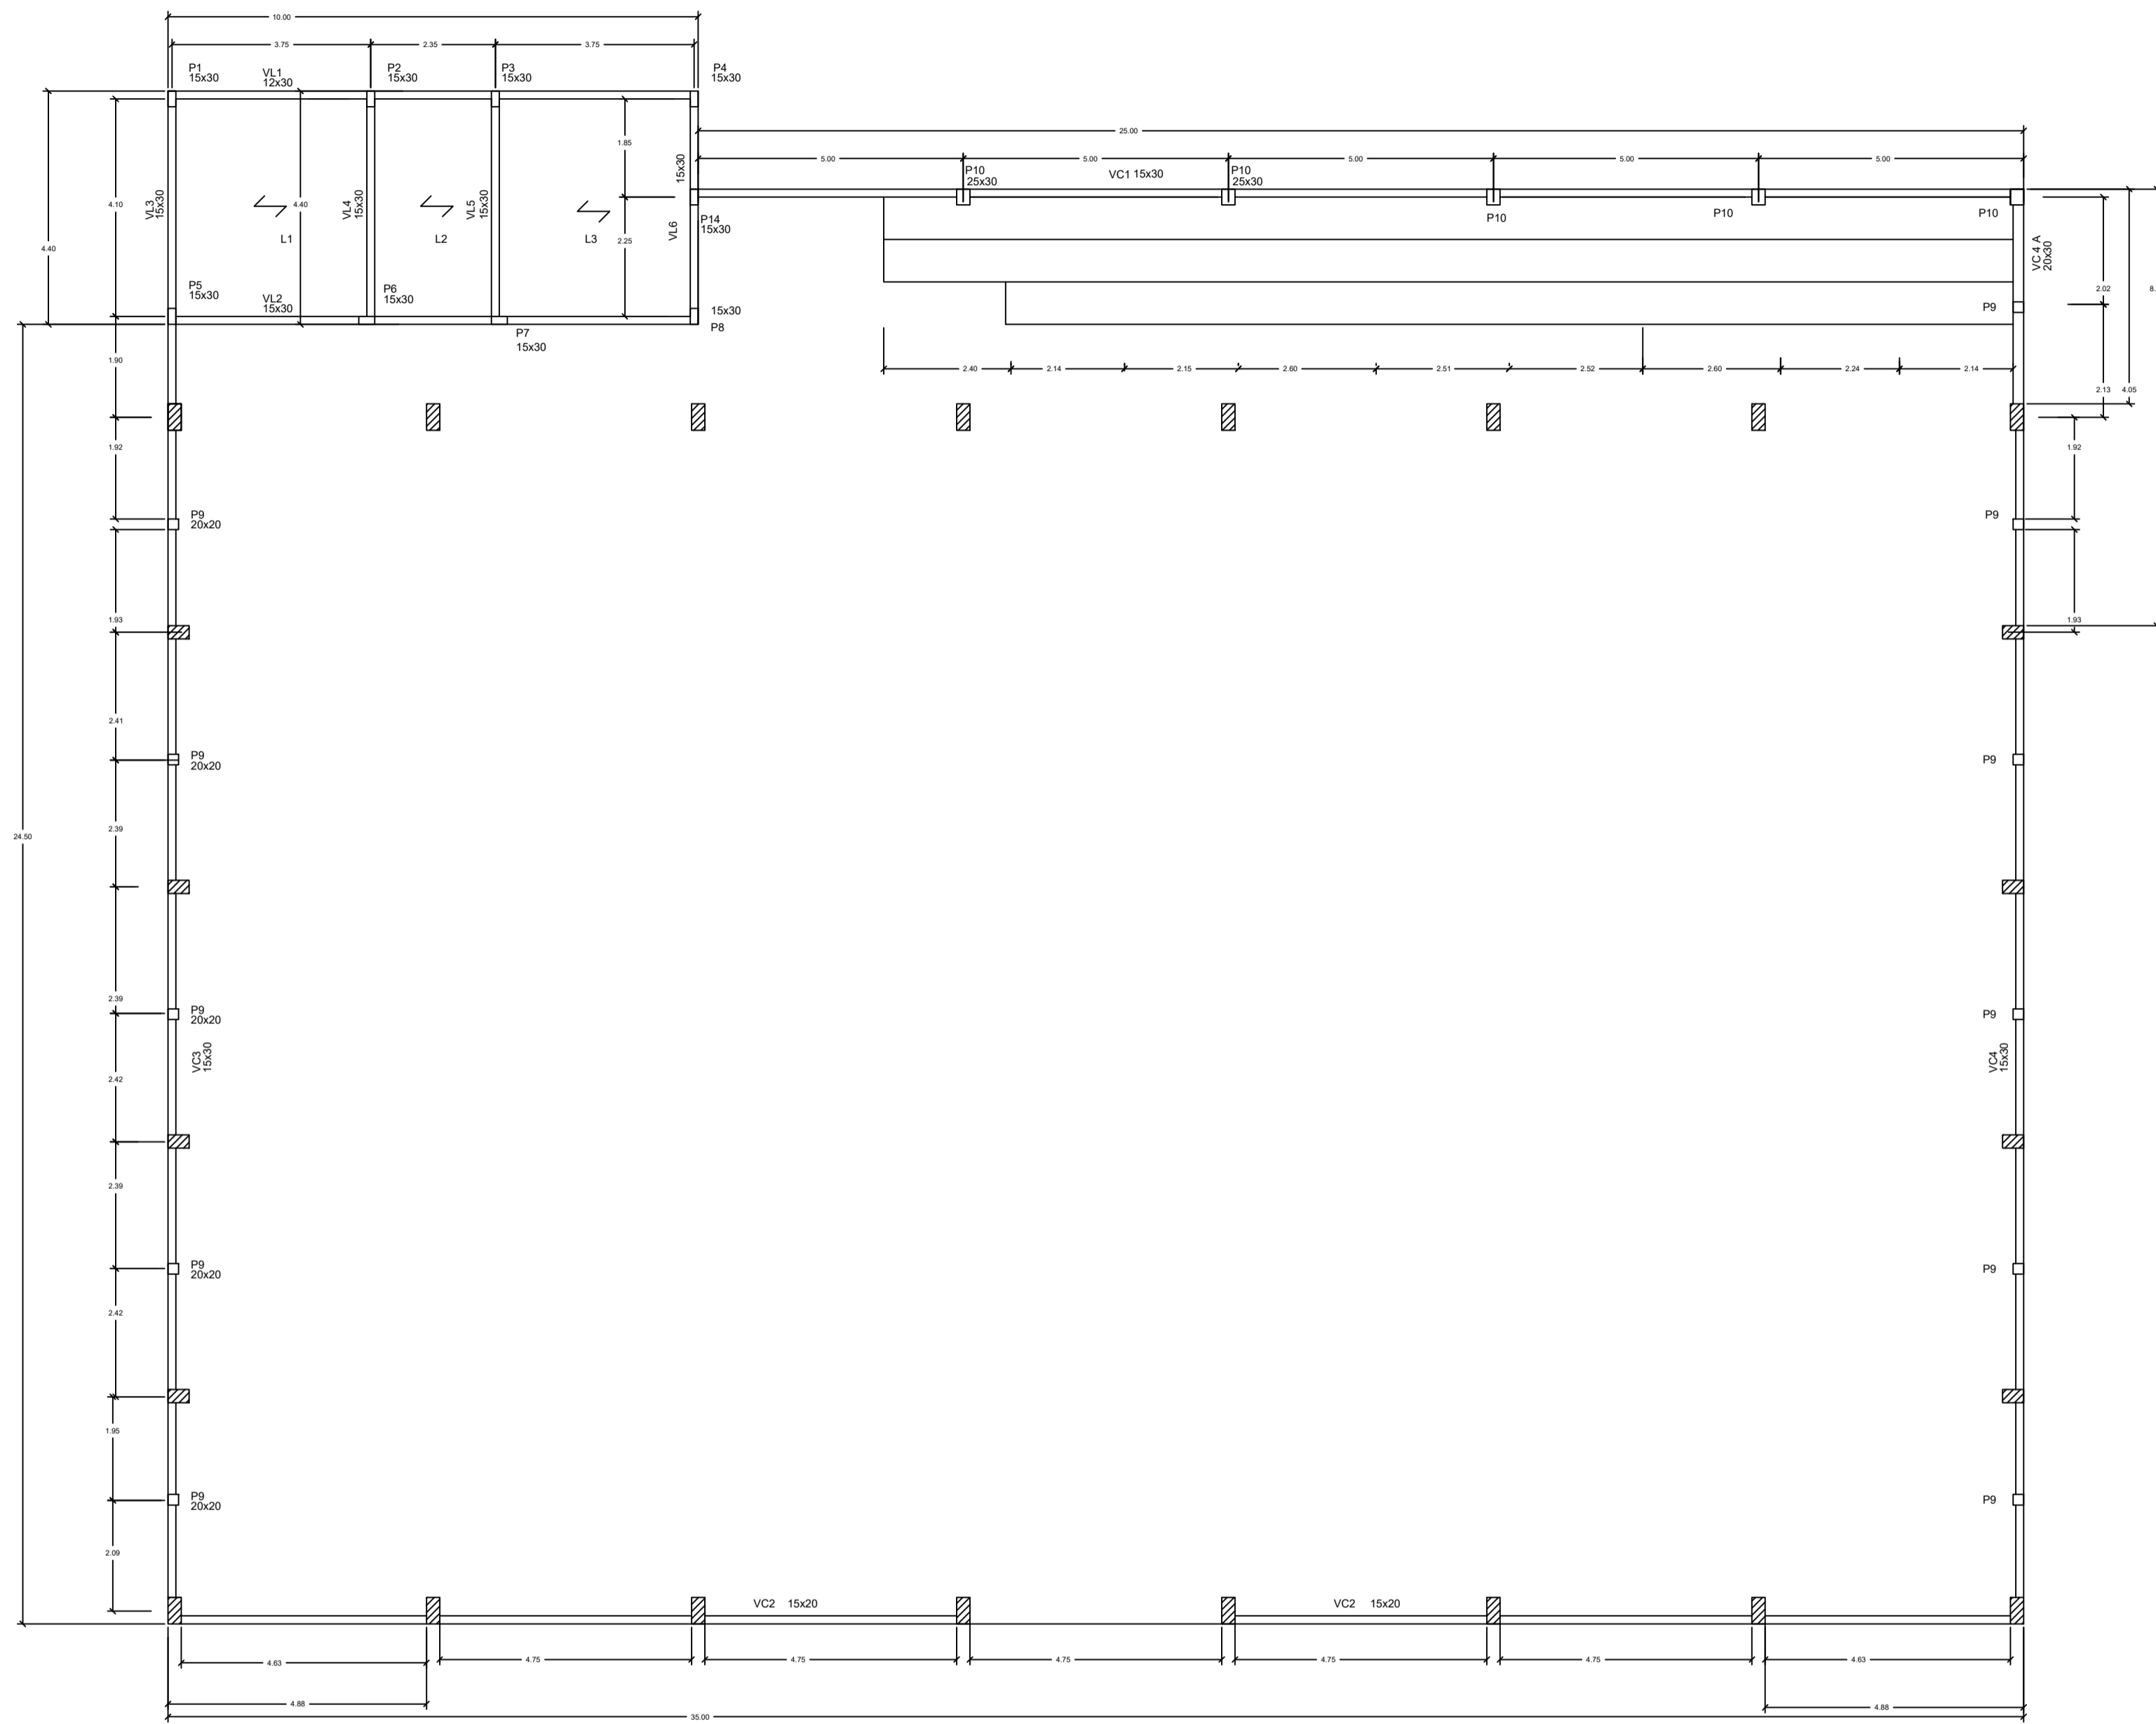 10.00
3.75
2.35
3.75
P1
15x30
VL1
12x30
P2
15x30
P3
15x30
P4
15x30
25.00
1.85
5.00
5.00
5.00
5.00
5.00
P10
25x30
VC1 15x30
P10
25x30
15x30
4.10
VL3
15x30
4.40
VL4
15x30
VL5
15x30
P14
15x30
VL6
P10
P10
P10
L1
L2
L3
2.25
4.40
VC 4 A
20x30
P5
15x30
VL2
15x30
P6
15x30
15x30
P8
P7
15x30
P9
2.02
8.
1.90
2.40
2.14
2.15
2.60
2.51
2.52
2.60
2.24
2.14
2.13
4.05
1.92
1.92
P9
20x20
P9
1.93
1.93
2.41
P9
20x20
P9
24.50
2.39
2.39
P9
20x20
P9
VC3
15x30
VC4
15x30
2.42
2.39
P9
20x20
P9
2.42
1.95
P9
20x20
P9
2.09
VC2 15x20
VC2 15x20
4.63
4.75
4.75
4.75
4.75
4.75
4.63
4.88
4.88
35.00